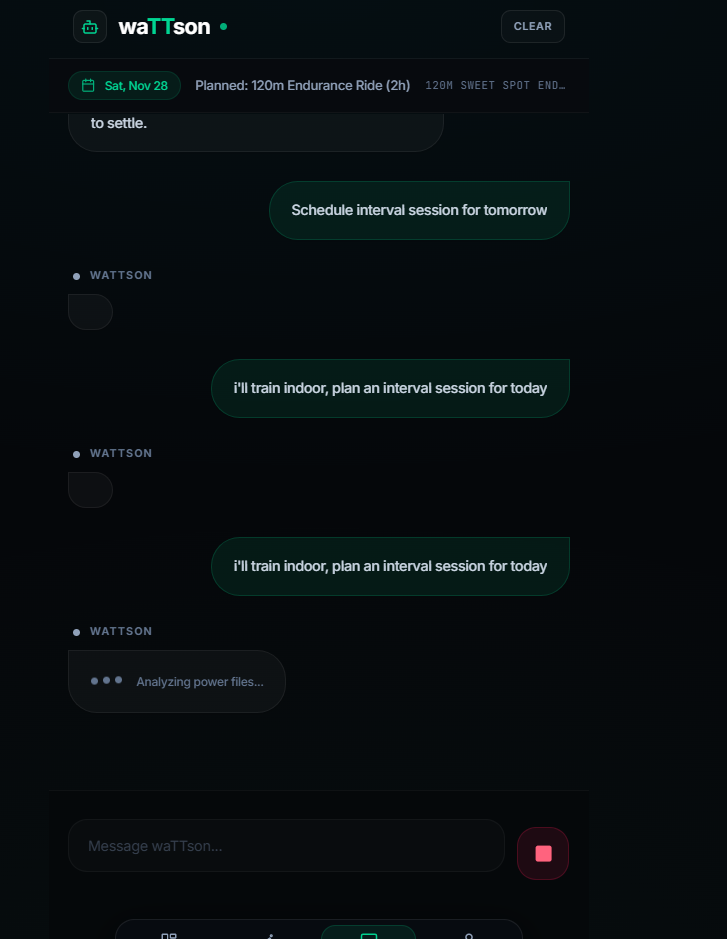 waTTson
CLEAR
Sat, Nov 28
Planned: 120m Endurance Ride (2h)
120M SWEET SPOT END…
to settle.
Schedule interval session for tomorrow
WATTSON
i'll train indoor, plan an interval session for today
WATTSON
i'll train indoor, plan an interval session for today
WATTSON
Analyzing power files...
Message waTTson...